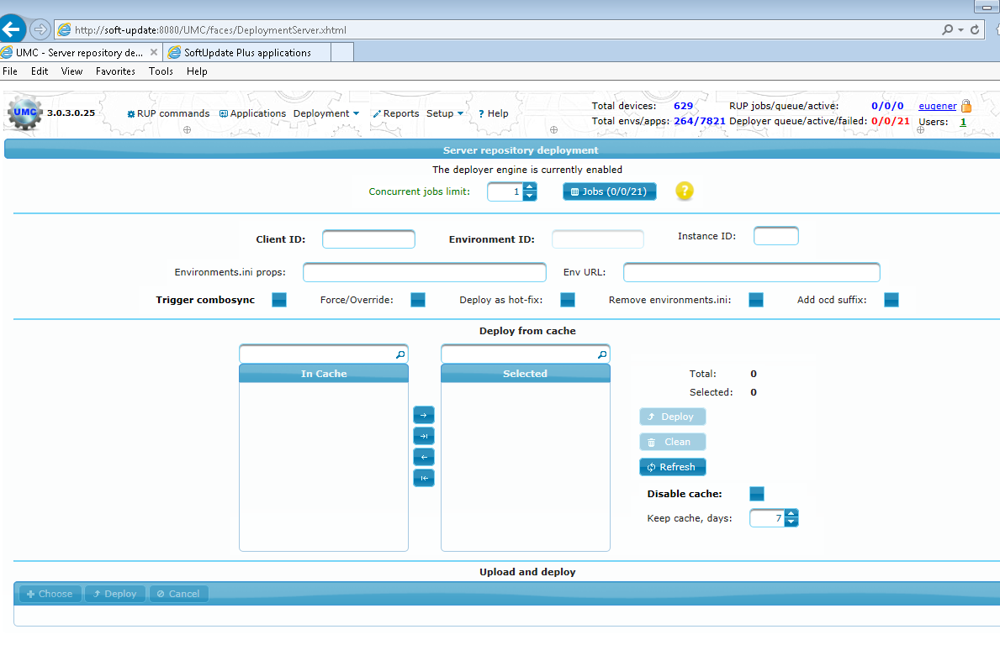 http://soft-update:8080/UMC/faces/DeploymentServer.xhtml
UMC - Server repository de... SoftUpdate Plus applications
File Edit View Favorites Tools Help
UMC 3.0.3.0.25 RUP commands Applications Deployment Reports Setup ? Help
Total devices: 629 RUP jobs/queue/active: 0/0/0 eugener
Total envs/apps: 264/7821 Deployer queue/active/failed: 0/0/21 Users: 1
Server repository deployment
The deployer engine is currently enabled
Concurrent jobs limit: 1 Jobs (0/0/21) ?
Client ID: Environment ID: Instance ID:
Environments.ini props: Env URL:
Trigger combosync Force/Override: Deploy as hot-fix: Remove environments.ini: Add ocd suffix:
Deploy from cache
In Cache Selected
Total: 0
Selected: 0
Deploy
Clean
Refresh
Disable cache:
Keep cache, days: 7
Upload and deploy
Choose Deploy Cancel